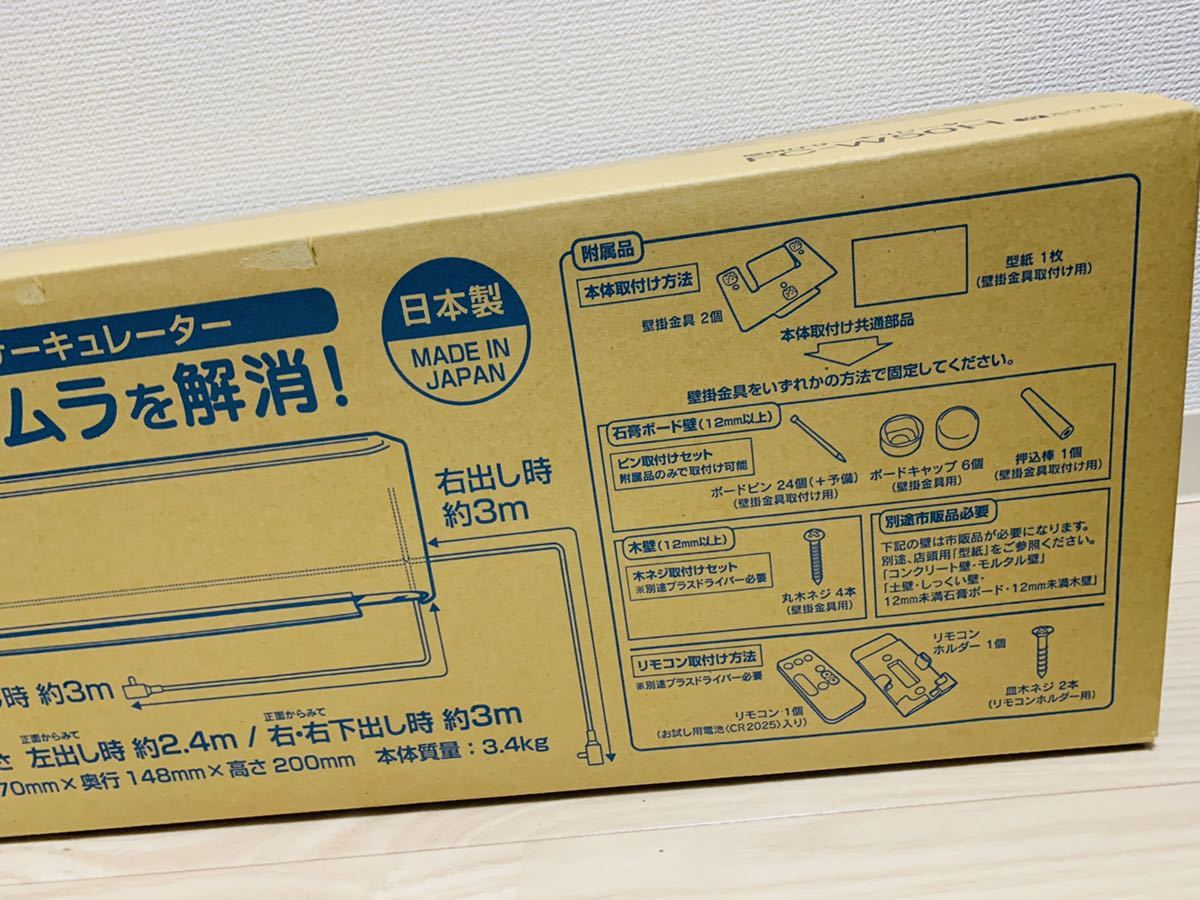 FC-W50H
サーキュレーター
ムラを解消!
日本製
MADE IN
JAPAN
右出し時
約3m
時 約3m
正面からみて
正面からみて
さ 左出し時 約2.4m / 右・右下出し時 約3m
70mm×奥行 148mm×高さ 200mm 本体質量:3.4kg
附属品
本体取付け方法
壁掛金具 2個
型紙 1枚
(壁掛金具取付け用)
本体取付け共通部品
壁掛金具をいずれかの方法で固定してください。
石膏ボード壁(12mm以上)
ピン取付けセット
附属品のみで取付け可能
ボードピン 24個(+予備)
(壁掛金具取付け用)
ボードキャップ 6個
(壁掛金具用)
押込棒 1個
(壁掛金具取付け用)
木壁(12mm以上)
木ネジ取付けセット
※別途プラスドライバー必要
丸木ネジ 4本
(壁掛金具用)
別途市販品必要
下記の壁は市販品が必要になります。
別途、店頭用「型紙」をご参照ください。
「コンクリート壁・モルタル壁」
「土壁・しっくい壁・
12mm未満石膏ボード・12mm未満木壁」
リモコン取付け方法
※別途プラスドライバー必要
リモコン 1個
(お試し用電池〈CR2025〉入り)
リモコン
ホルダー 1個
皿木ネジ 2本
(リモコンホルダー用)